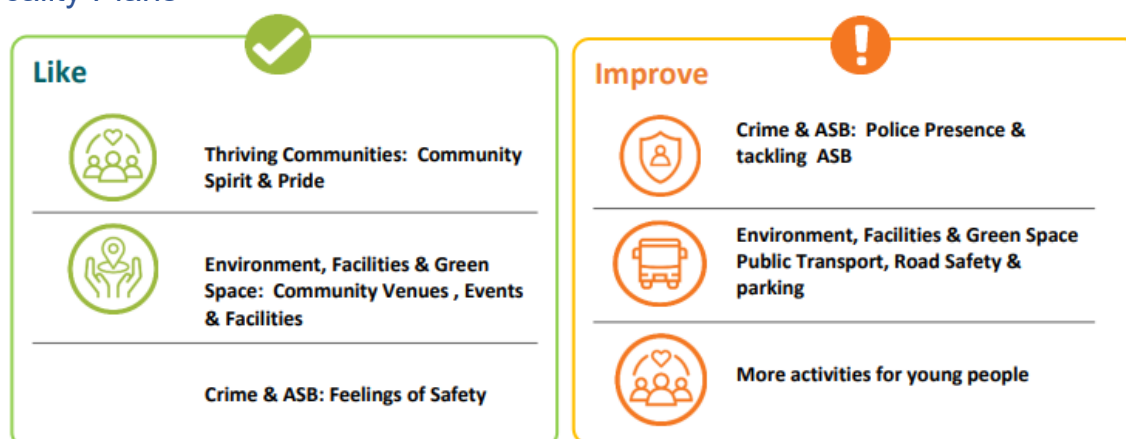 Like
Thriving Communities: Community
Spirit & Pride
Environment, Facilities & Green
Space: Community Venues , Events
& Facilities
Crime & ASB: Feelings of Safety
Improve
Crime & ASB: Police Presence &
tackling ASB
Environment, Facilities & Green Space
Public Transport, Road Safety &
parking
More activities for young people